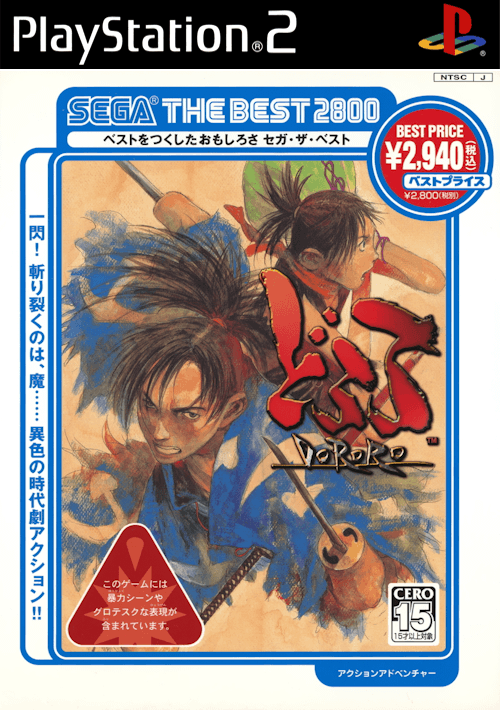 PlayStation®2
NTSC J
SEGA® THE BEST 2800
ベストをつくしたおもしろさ セガ・ザ・ベスト
BEST PRICE
¥2,940(税込)
ベストプライス
¥2,800(税別)
一閃！ 斬り裂くのは、魔…… 異色の時代劇アクション!!
どろろ
DORORO
TM
このゲームには
暴力シーンや
グロテスクな表現が
含まれています。
CERO
15
15才以上対象
アクションアドベンチャー